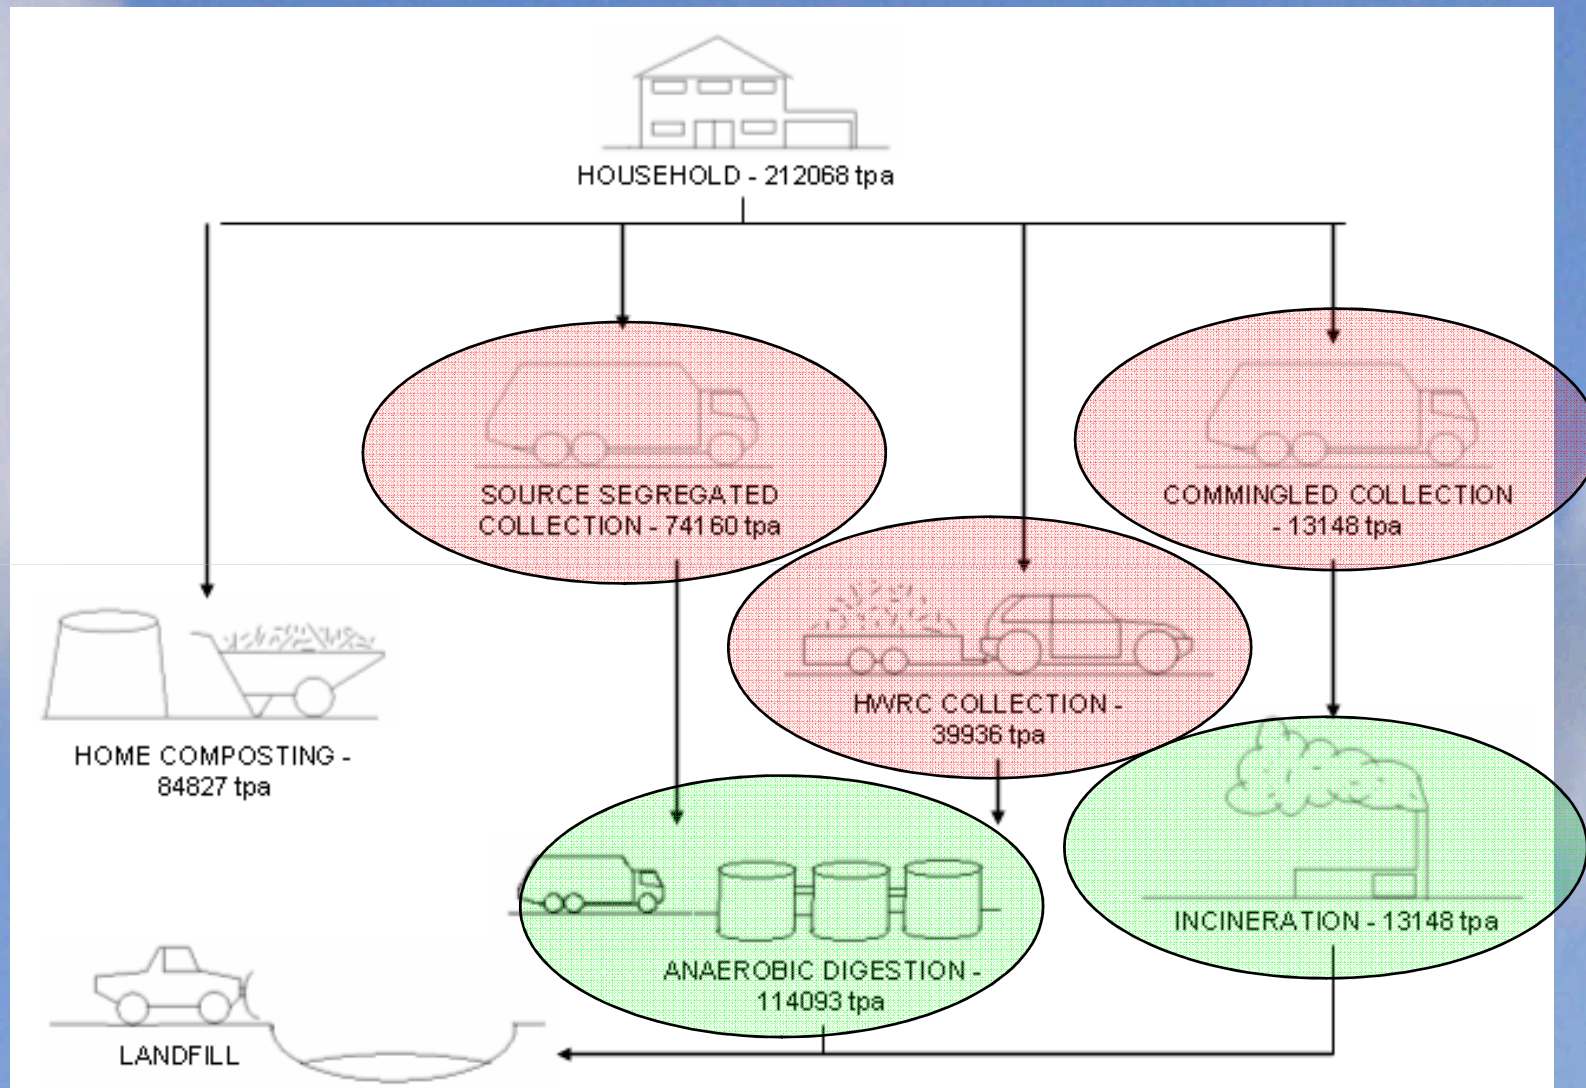 HOUSEHOLD - 212068 tpa
SOURCE SEGREGATED
COLLECTION - 74160 tpa
COMMINGLED COLLECTION
- 13148 tpa
HWRC COLLECTION -
39936 tpa
HOME COMPOSTING -
84827 tpa
INCINERATION - 13148 tpa
ANAEROBIC DIGESTION -
114093 tpa
LANDFILL